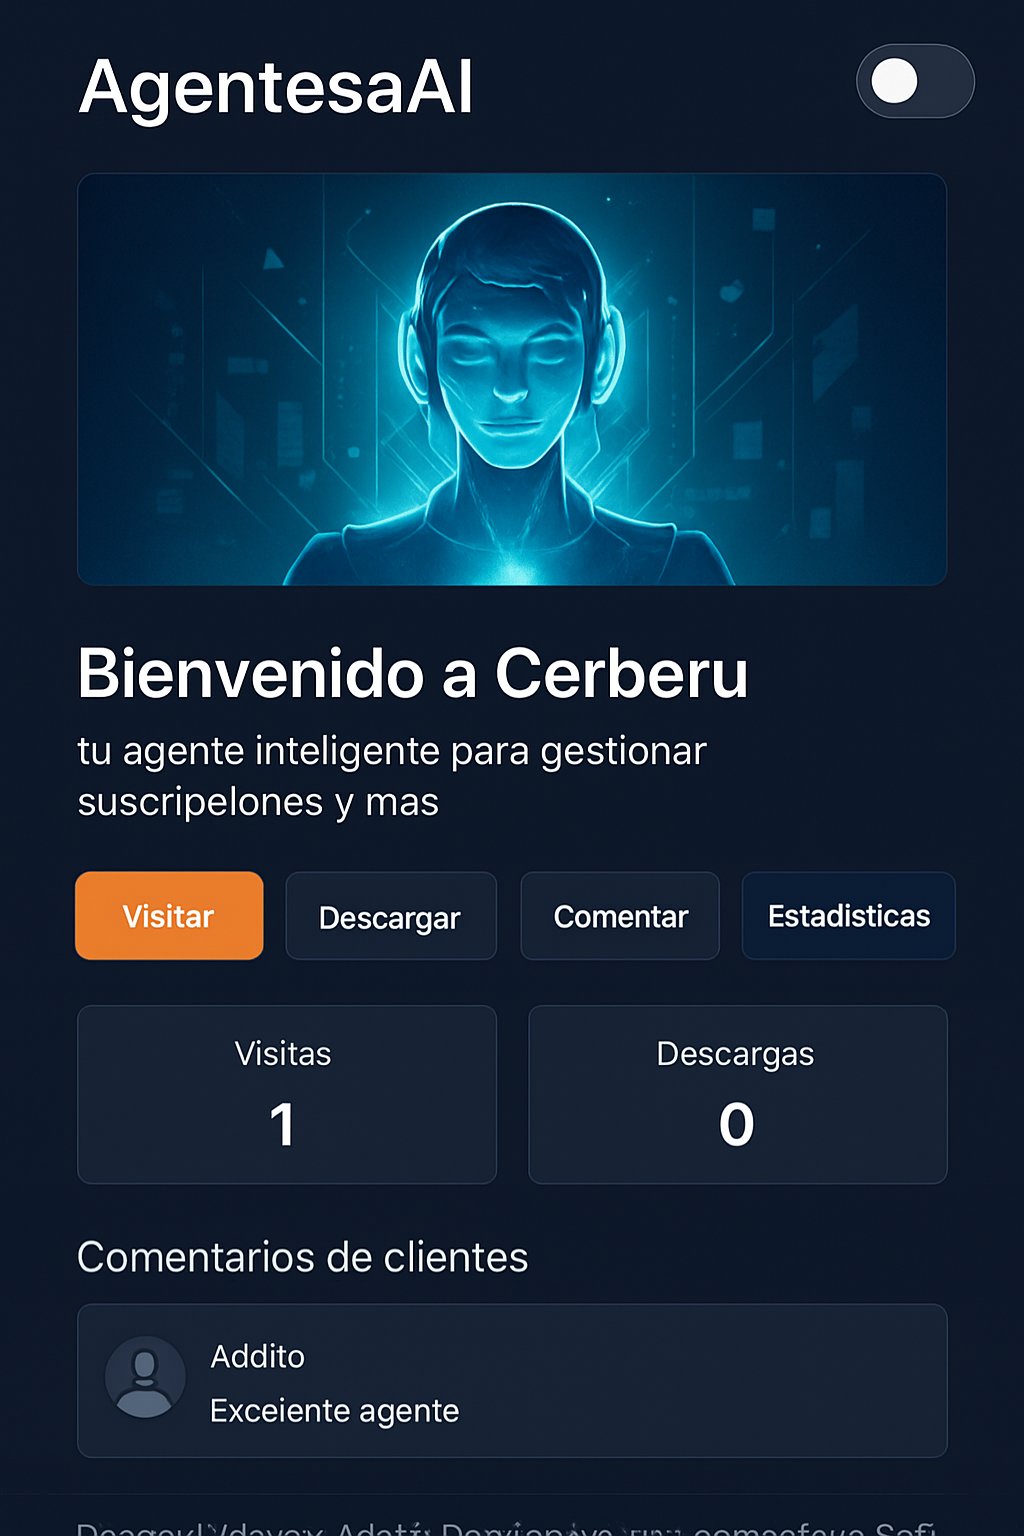 AgentesaAI
Bienvenido a Cerberu
tu agente inteligente para gestionar
suscripelones y mas
Visitar
Descargar
Comentar
Estadisticas
Visitas
Descargas
1
0
Comentarios de clientes
Addito
Exceiente agente